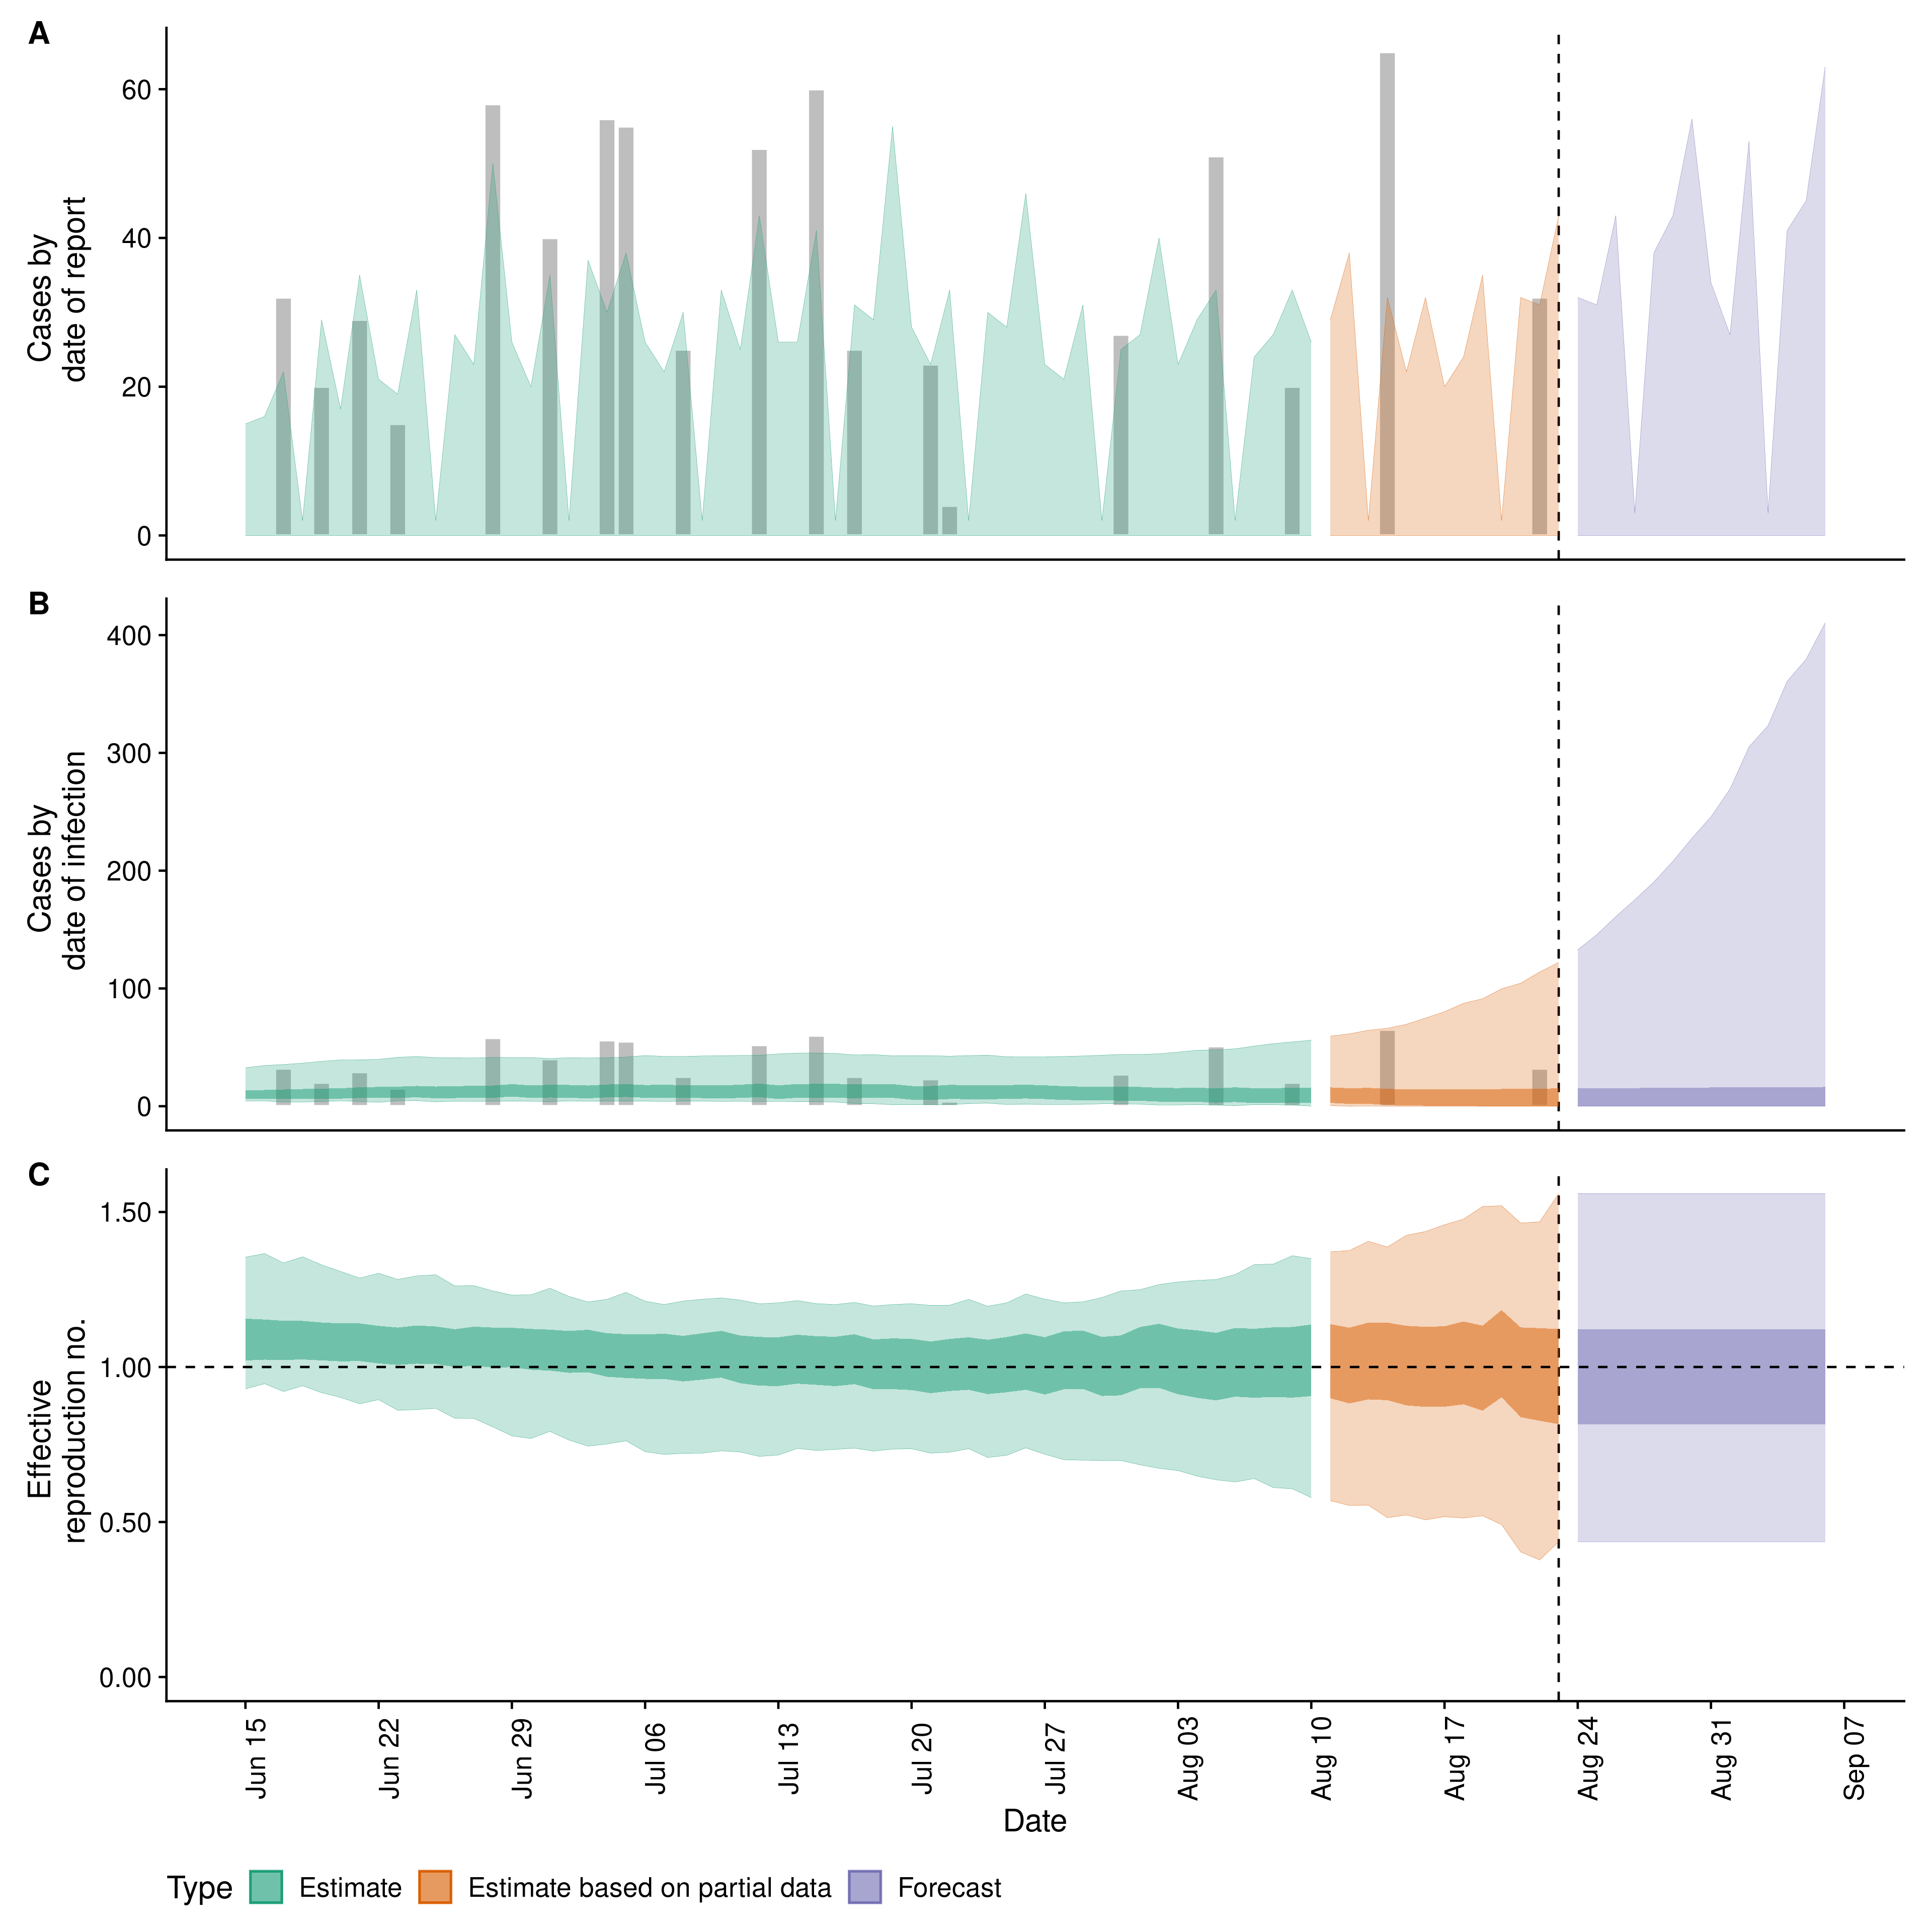 A
Cases by
date of report
60
40
20
0
B
Cases by
date of infection
400
300
200
100
0
C
Effective
reproduction no.
1.50
1.00
0.50
0.00
Jun 15
Jun 22
Jun 29
Jul 06
Jul 13
Jul 20
Jul 27
Aug 03
Aug 10
Aug 17
Aug 24
Aug 31
Sep 07
Date
Type Estimate Estimate based on partial data Forecast